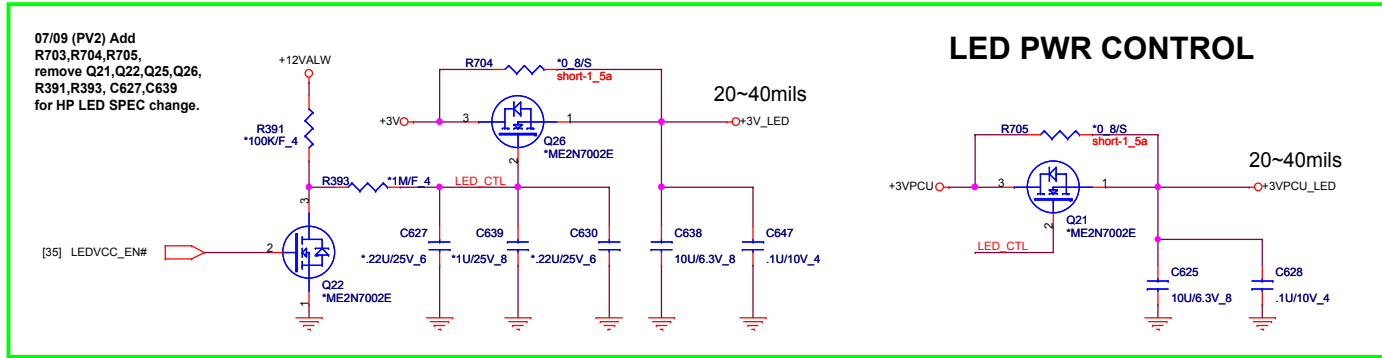 07/09 (PV2) Add
R703,R704,R705,
remove Q21,Q22,Q25,Q26,
R391,R393, C627,C639
for HP LED SPEC change.
LED PWR CONTROL
+12VALW
R391
*100K/F_4
R704
*0_8/S
short-1_5a
20~40mils
+3V
3
1
+3V_LED
Q26
*ME2N7002E
2
R393
*1M/F_4
LED_CTL
3
[35] LEDVCC_EN#
2
Q22
*ME2N7002E
1
C627
*.22U/25V_6
C639
*1U/25V_8
C630
*.22U/25V_6
C638
10U/6.3V_8
C647
.1U/10V_4
R705
*0_8/S
short-1_5a
20~40mils
+3VPCU
3
1
+3VPCU_LED
Q21
*ME2N7002E
2
LED_CTL
C625
10U/6.3V_8
C628
.1U/10V_4